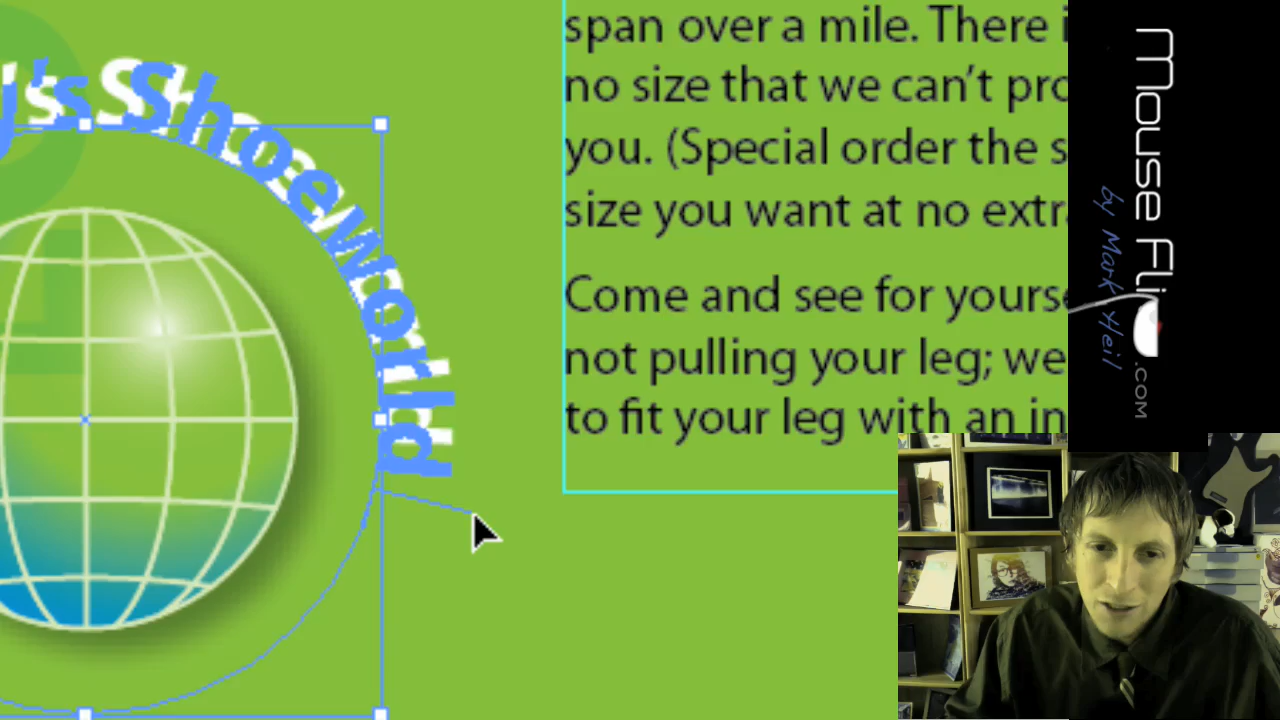 's Shoeworld
span over a mile. There i
no size that we can't pro
you. (Special order the s
size you want at no extr
Come and see for yourse
not pulling your leg; we
to fit your leg with an in
Mouse Fli
.COM
by Mark Heil